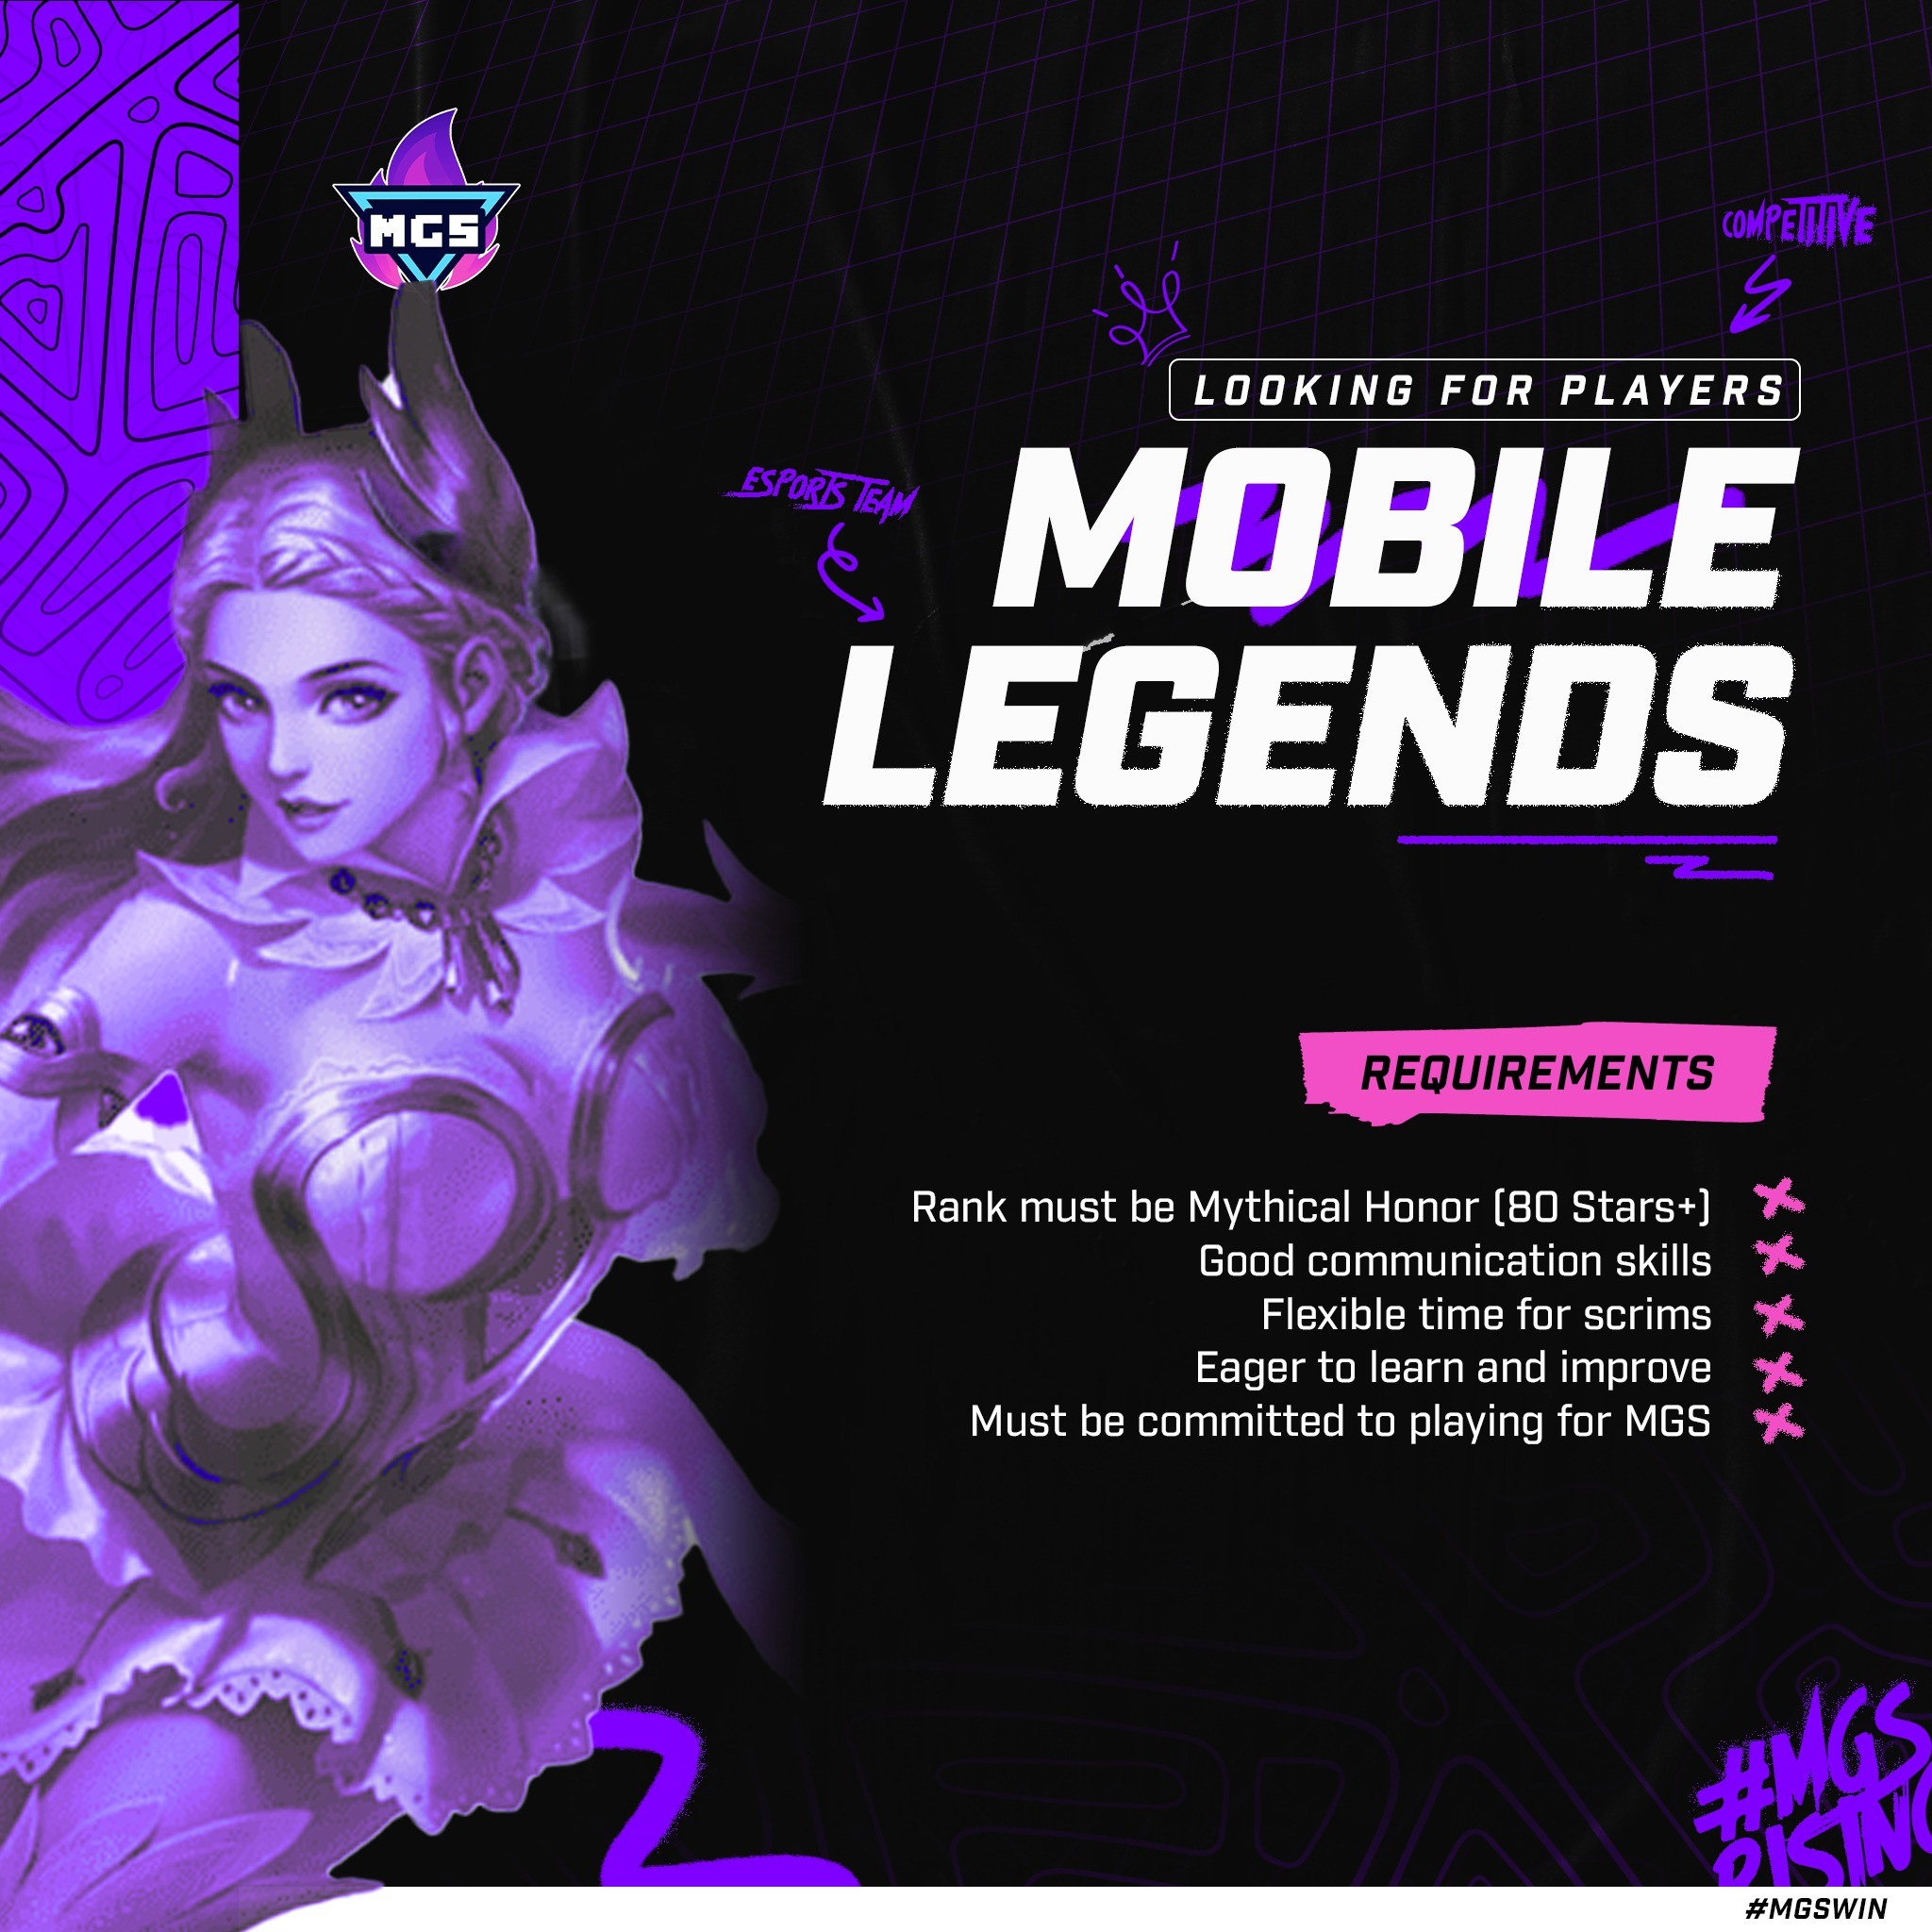 MGS
COMPETITIVE
LOOKING FOR PLAYERS
ESPORTS TEAM
MOBILE
LEGENDS
REQUIREMENTS
Rank must be Mythical Honor (80 Stars+)
Good communication skills
Flexible time for scrims
Eager to learn and improve
Must be committed to playing for MGS
#MGS
RISING
#MGSWIN